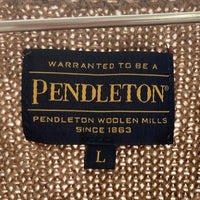 WARRANTED TO BE A
PENDLETON®
PENDLETON WOOLEN MILLS
SINCE 1863
L